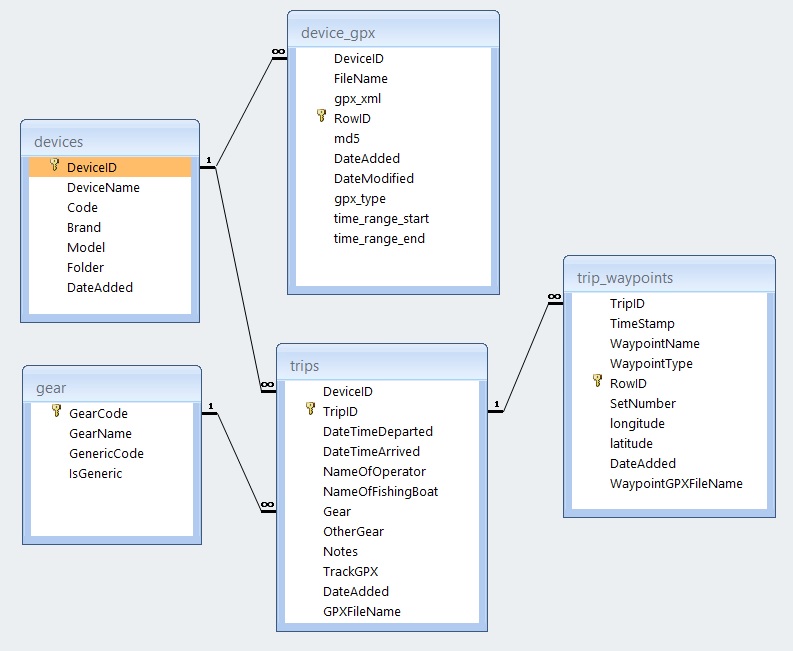 device_gpx
DeviceID
FileName
gpx_xml
RowID
md5
DateAdded
DateModified
gpx_type
time_range_start
time_range_end
∞
devices
DeviceID
DeviceName
Code
Brand
Model
Folder
DateAdded
1
gear
GearCode
GearName
GenericCode
IsGeneric
1
trips
DeviceID
TripID
DateTimeDeparted
DateTimeArrived
NameOfOperator
NameOfFishingBoat
Gear
OtherGear
Notes
TrackGPX
DateAdded
GPXFileName
∞
∞
1
trip_waypoints
TripID
TimeStamp
WaypointName
WaypointType
RowID
SetNumber
longitude
latitude
DateAdded
WaypointGPXFileName
∞